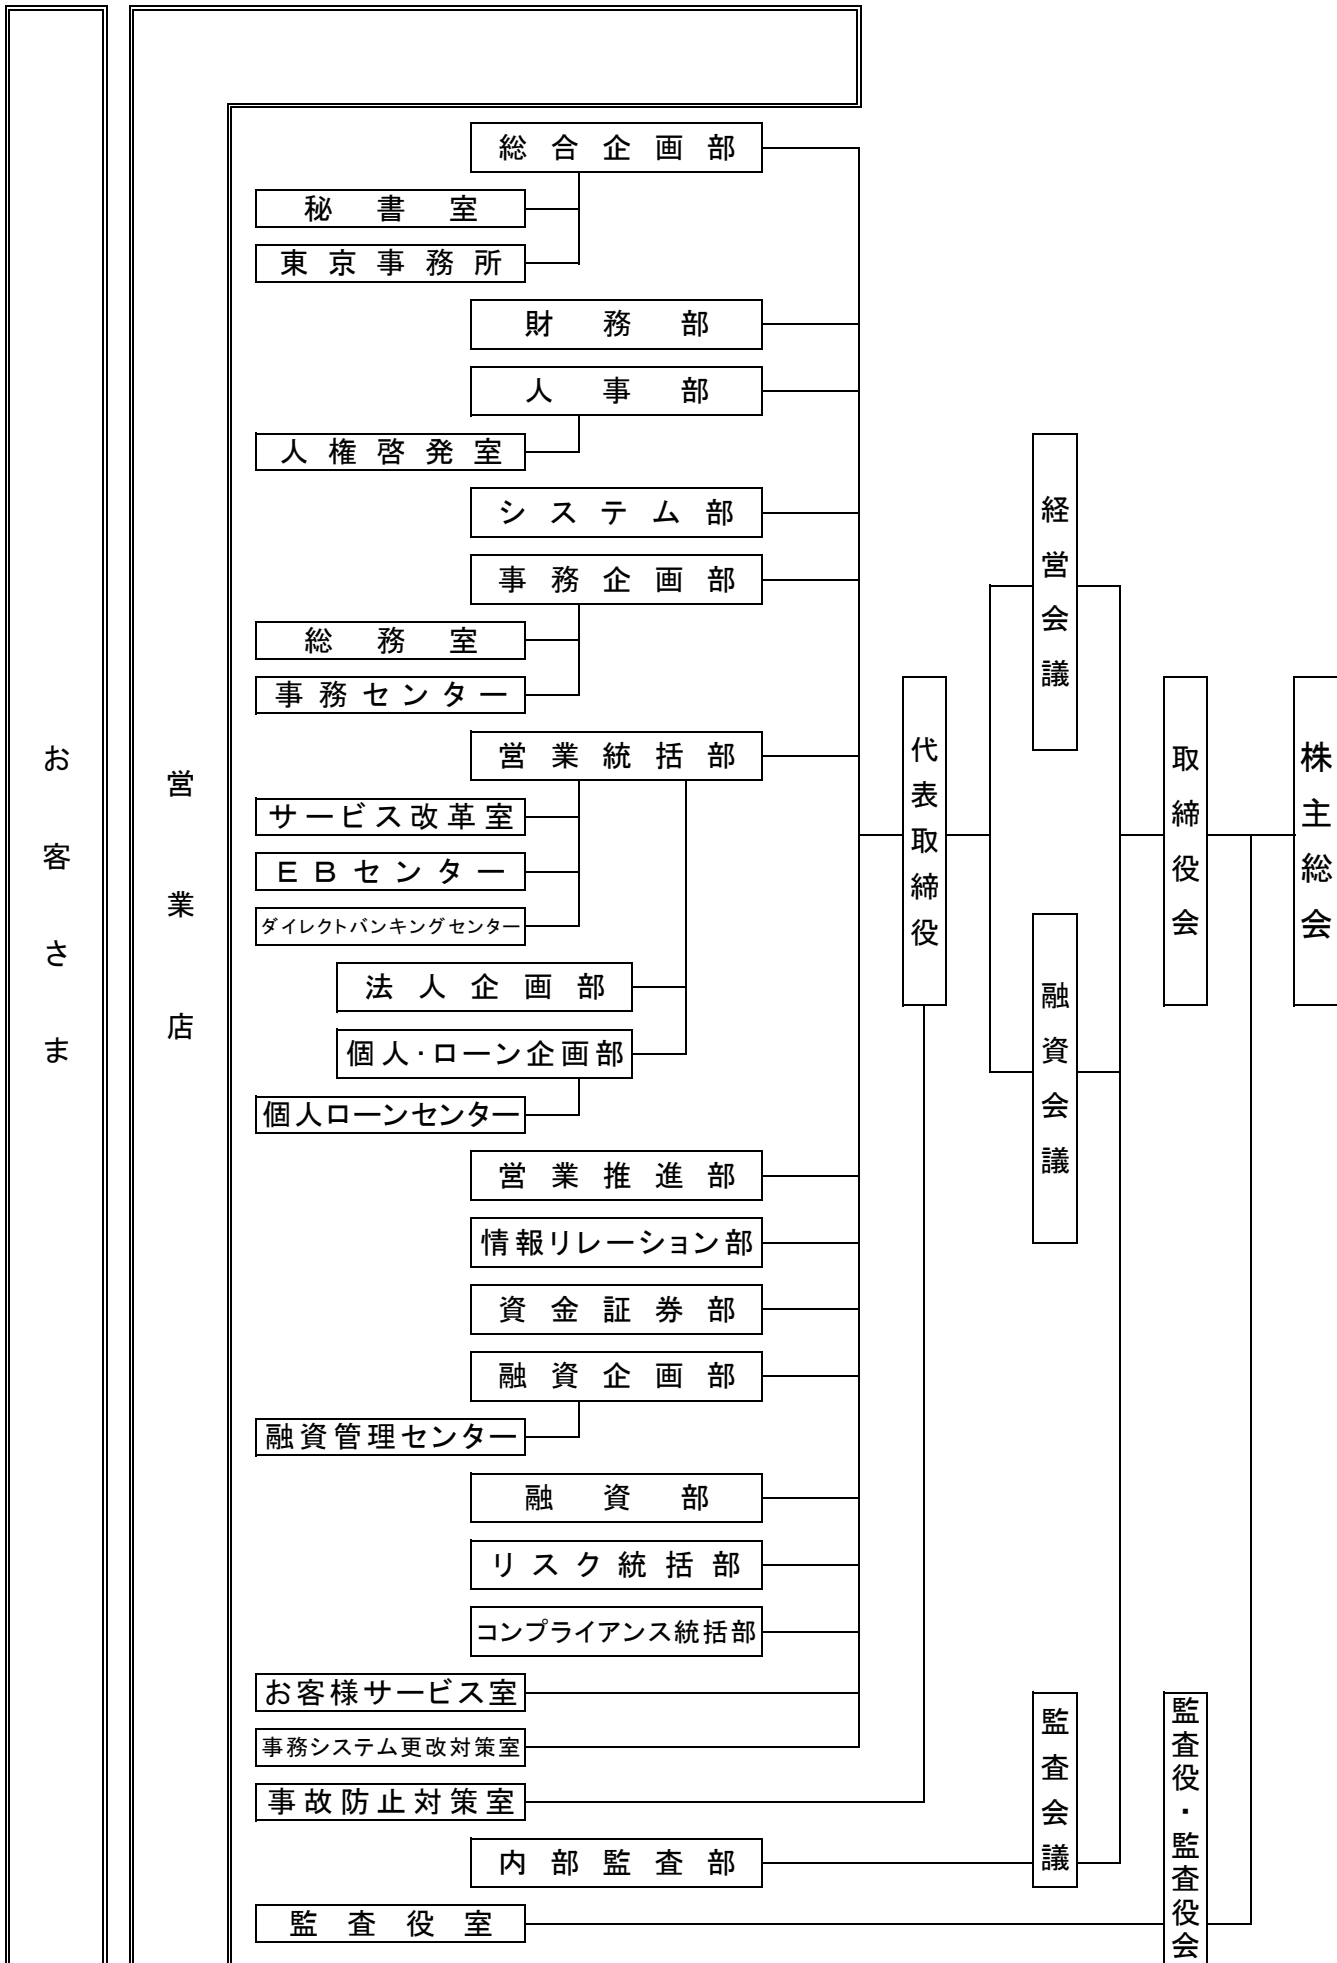 お客さま
営業店
総合企画部
秘書室
東京事務所
財務部
人事部
人権啓発室
システム部
事務企画部
総務室
事務センター
営業統括部
サービス改革室
ＥＢセンター
ダイレクトバンキングセンター
法人企画部
個人・ローン企画部
個人ローンセンター
営業推進部
情報リレーション部
資金証券部
融資企画部
融資管理センター
融資部
リスク統括部
コンプライアンス統括部
お客様サービス室
事務システム更改対策室
事故防止対策室
内部監査部
監査役室
代表取締役
経営会議
融資会議
監査会議
取締役会
監査役・監査役会
株主総会